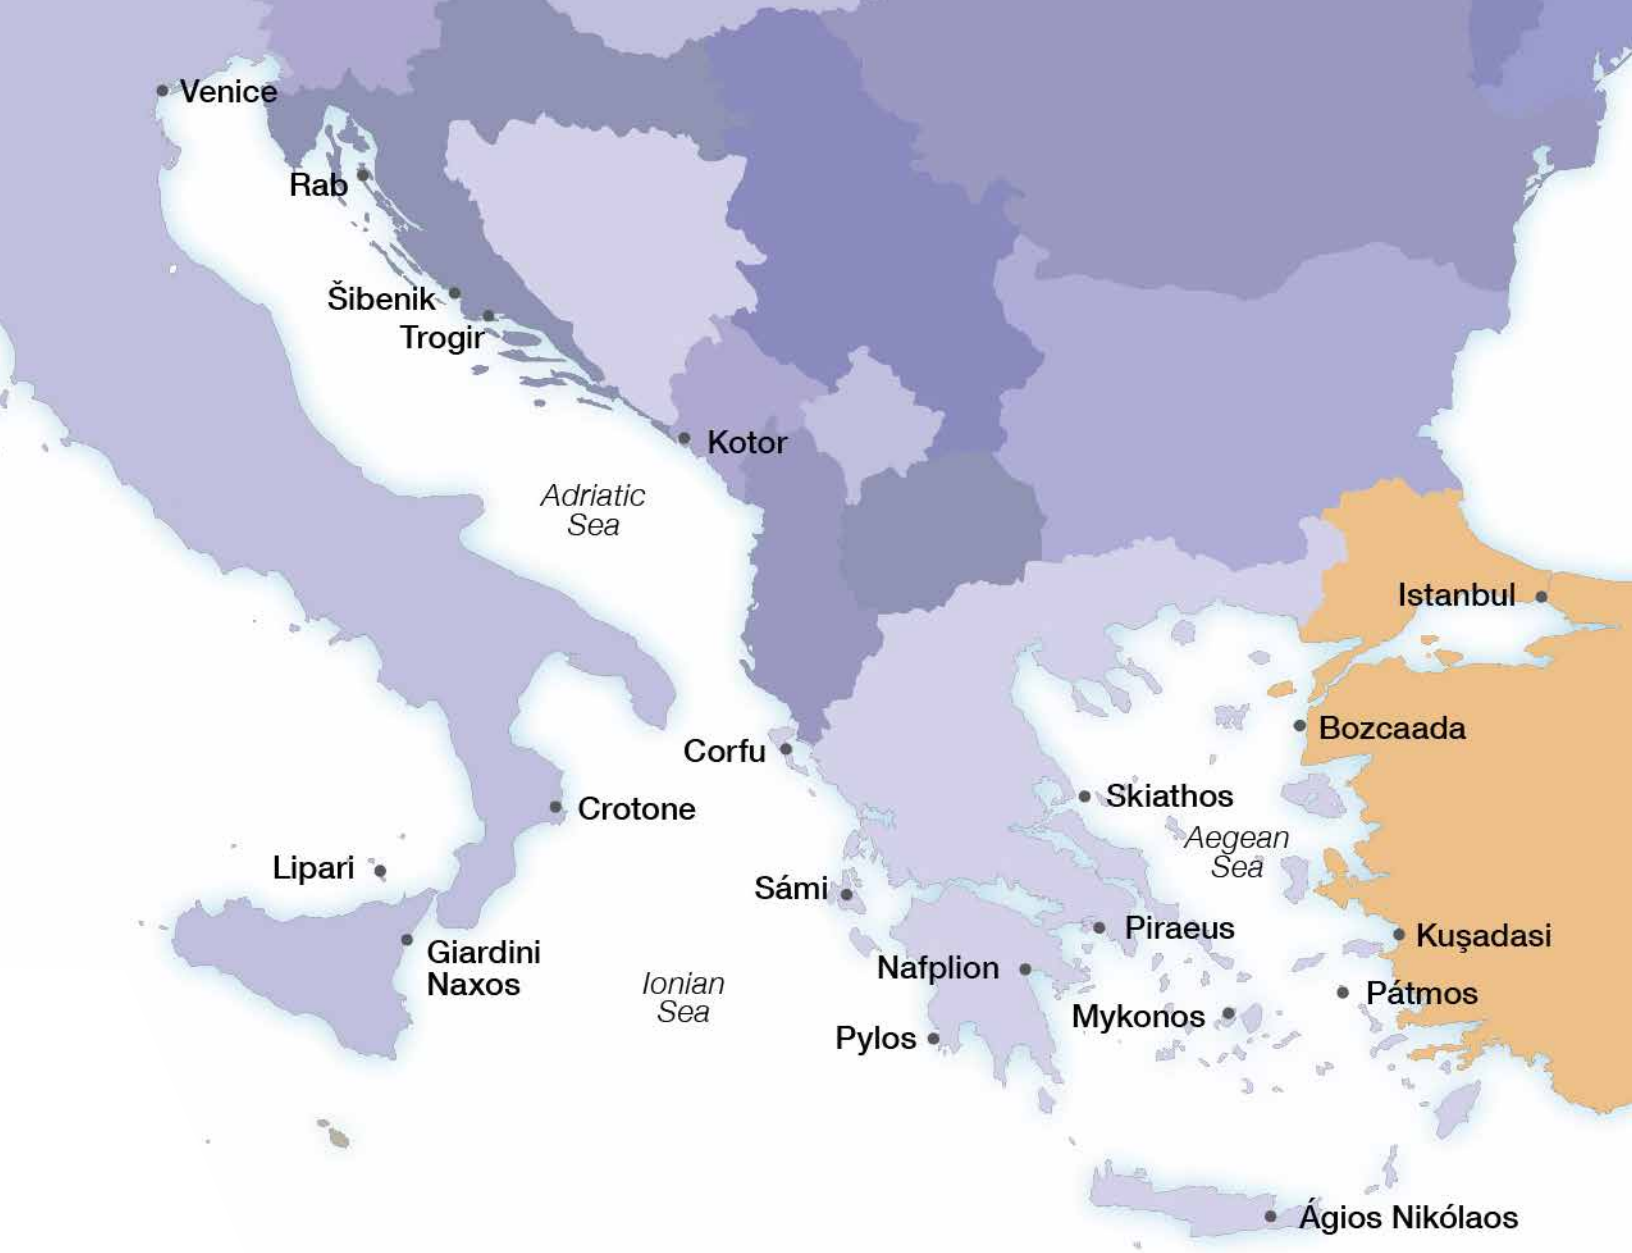 Venice
Rab
Šibenik
Trogir
Kotor
Adriatic
Sea
Istanbul
Bozcaada
Corfu
Skiathos
Crotone
Aegean
Sea
Lipari
Sámi
Piraeus
Kuşadasi
Giardini
Naxos
Nafplion
Ionian
Sea
Pátmos
Mykonos
Pylos
Ágios Nikólaos